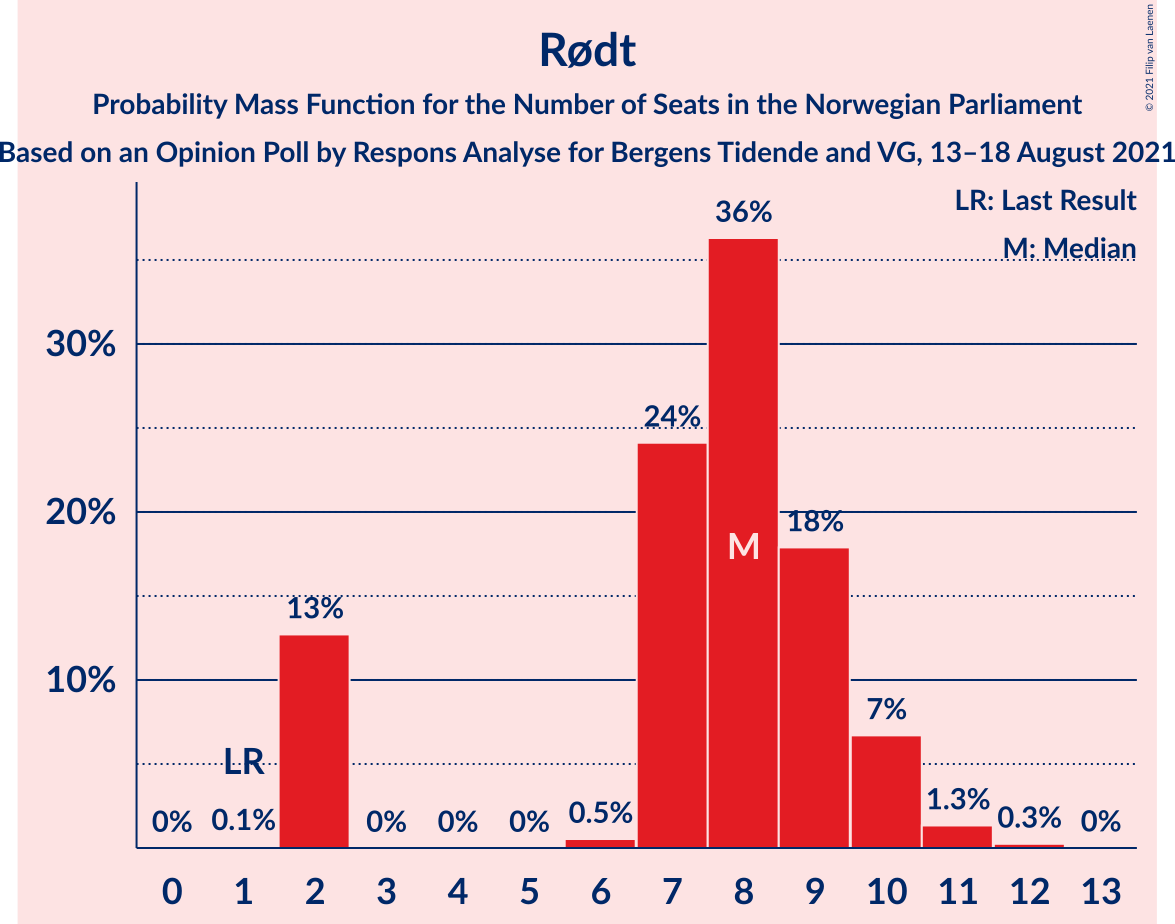 Rødt
© 2021 Filip van Laenen
Probability Mass Function for the Number of Seats in the Norwegian Parliament
Based on an Opinion Poll by Respons Analyse for Bergens Tidende and VG, 13–18 August 2021
LR: Last Result
M: Median
36%
30%
24%
20%
18%
M
13%
10%
7%
LR
0% 0.1% 0% 0% 0% 0.5% 1.3% 0.3% 0%
0 1 2 3 4 5 6 7 8 9 10 11 12 13